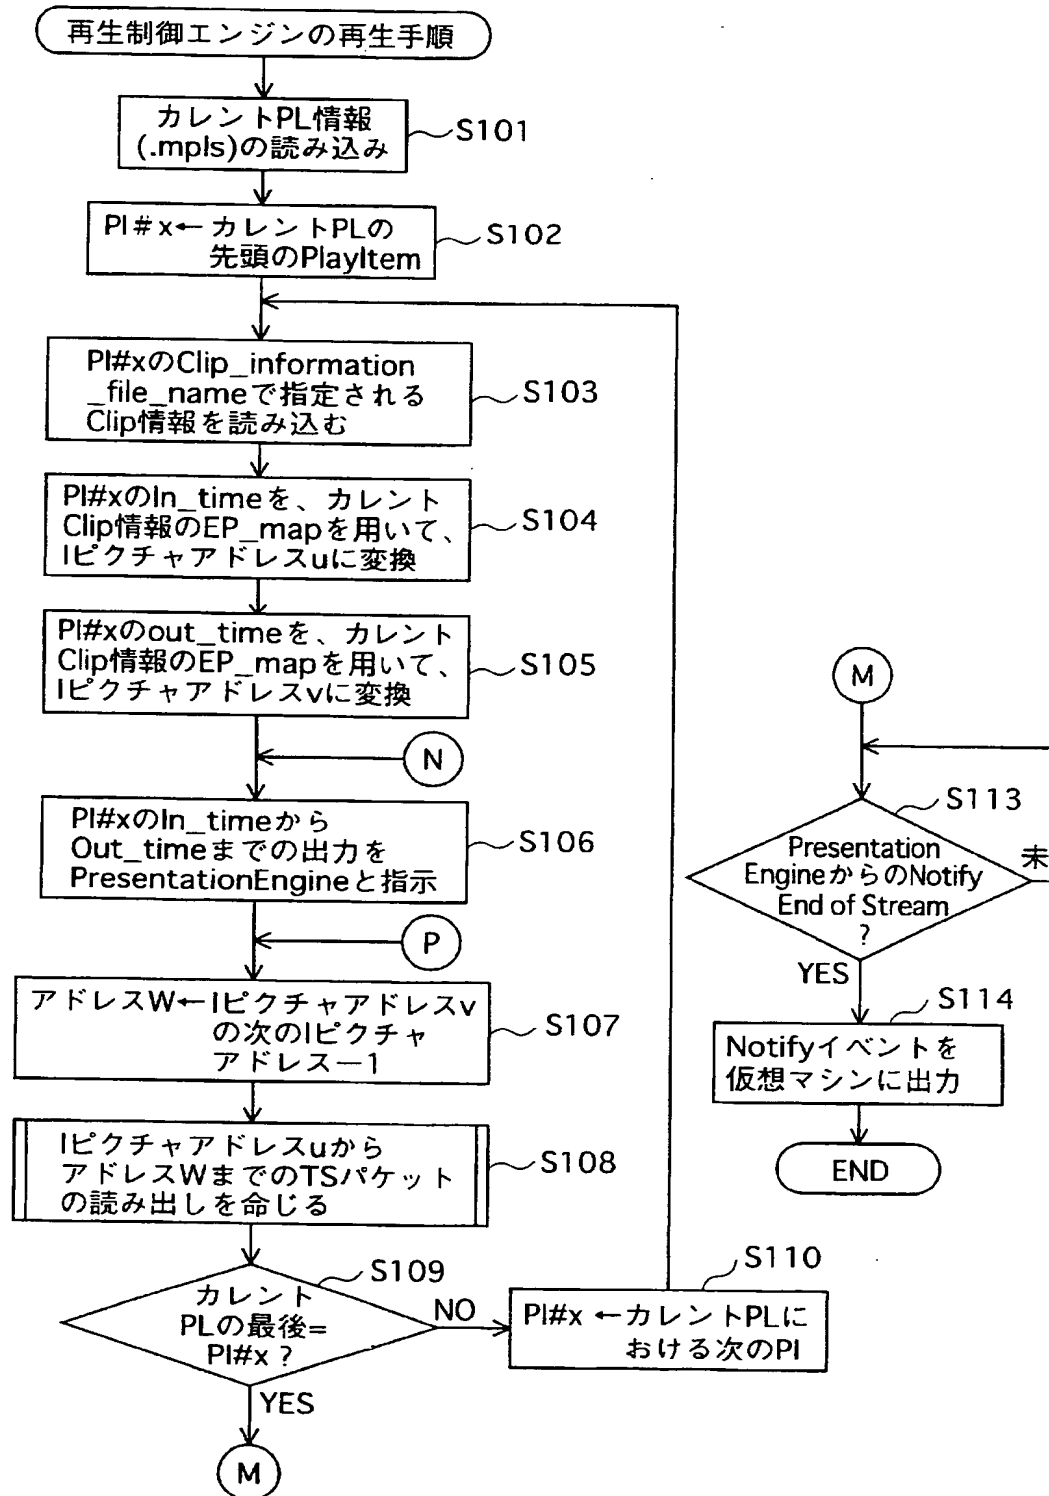 再生制御エンジンの再生手順
カレントPL情報
(.mpls)の読み込み
S101
PI#x←カレントPLの
先頭のPlayItem
S102
PI#xのClip_information
_file_nameで指定される
Clip情報を読み込む
S103
PI#xのIn_timeを、カレント
Clip情報のEP_mapを用いて、
Iピクチャアドレスuに変換
S104
PI#xのout_timeを、カレント
Clip情報のEP_mapを用いて、
Iピクチャアドレスvに変換
S105
N
PI#xのIn_timeから
Out_timeまでの出力を
PresentationEngineと指示
S106
P
アドレスW←Iピクチャアドレスv
の次のIピクチャ
アドレスー1
S107
Iピクチャアドレスuから
アドレスWまでのTSパケット
の読み出しを命じる
S108
カレント
PLの最後=
PI#x?
S109
NO
YES
PI#x ←カレントPLに
おける次のPI
S110
M
M
Presentation
EngineからのNotify
End of Stream
?
S113
未
YES
Notifyイベントを
仮想マシンに出力
S114
END